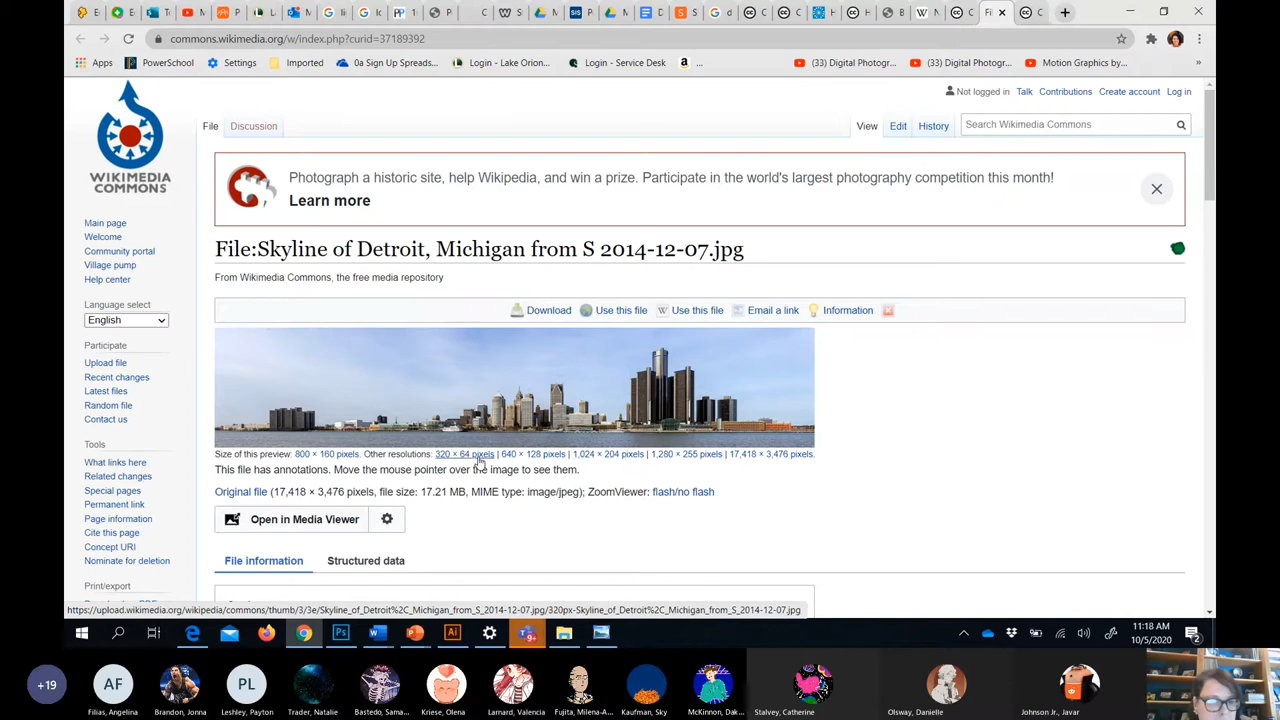 commons.wikimedia.org/w/index.php?curid=37189392
Apps PowerSchool Settings Imported 0a Sign Up Spreads... Login - Lake Orion... Login - Service Desk ... (33) Digital Photogr... (33) Digital Photogr... Motion Graphics by...
Not logged in Talk Contributions Create account Log in
File Discussion View Edit History Search Wikimedia Commons
WIKIMEDIA
COMMONS
Photograph a historic site, help Wikipedia, and win a prize. Participate in the world's largest photography competition this month!
Learn more
Main page
Welcome
Community portal
Village pump
Help center
Language select
English
Participate
Upload file
Recent changes
Latest files
Random file
Contact us
Tools
What links here
Related changes
Special pages
Permanent link
Page information
Cite this page
Concept URI
Nominate for deletion
Print/export
File:Skyline of Detroit, Michigan from S 2014-12-07.jpg
From Wikimedia Commons, the free media repository
Download Use this file Use this file Email a link Information
Size of this preview: 800 × 160 pixels. Other resolutions: 320 × 64 pixels | 640 × 128 pixels | 1,024 × 204 pixels | 1,280 × 255 pixels | 17,418 × 3,476 pixels.
This file has annotations. Move the mouse pointer over the image to see them.
Original file (17,418 × 3,476 pixels, file size: 17.21 MB, MIME type: image/jpeg); ZoomViewer: flash/no flash
Open in Media Viewer
File information Structured data
https://upload.wikimedia.org/wikipedia/commons/thumb/3/3e/Skyline_of_Detroit%2C_Michigan_from_S_2014-12-07.jpg/320px-Skyline_of_Detroit%2C_Michigan_from_S_2014-12-07.jpg
11:18 AM
10/5/2020
+19 AF PL
Filias, Angelina Brandon, Jonna Leshley, Payton Trader, Natalie Bastedo, Sama... Kriese, Olena Larnard, Valencia Fujita, Milena-A... Kaufman, Sky McKinnon, Dak... Stalvey, Catherine Olsway, Danielle Johnson Jr., Javar